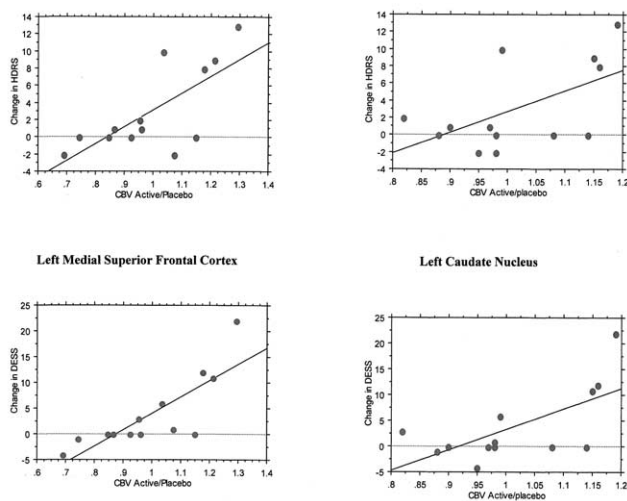 14
12
10
8
6
4
2
0
-2
-4
Change in HDRS
.6 .7 .8 .9 1 1.1 1.2 1.3 1.4
CBV Active/Placebo
14
12
10
8
6
4
2
0
-2
-4
Change in HDRS
.8 .85 .9 .95 1 1.05 1.1 1.15 1.2
CBV Active/Placebo
Left Medial Superior Frontal Cortex
Left Caudate Nucleus
25
20
15
10
5
0
-5
Change in DESS
.6 .7 .8 .9 1 1.1 1.2 1.3 1.4
CBV Active/Placebo
25
20
15
10
5
0
-5
Change in DESS
.8 .85 .9 .95 1 1.05 1.1 1.15 1.2
CBV Active/placebo